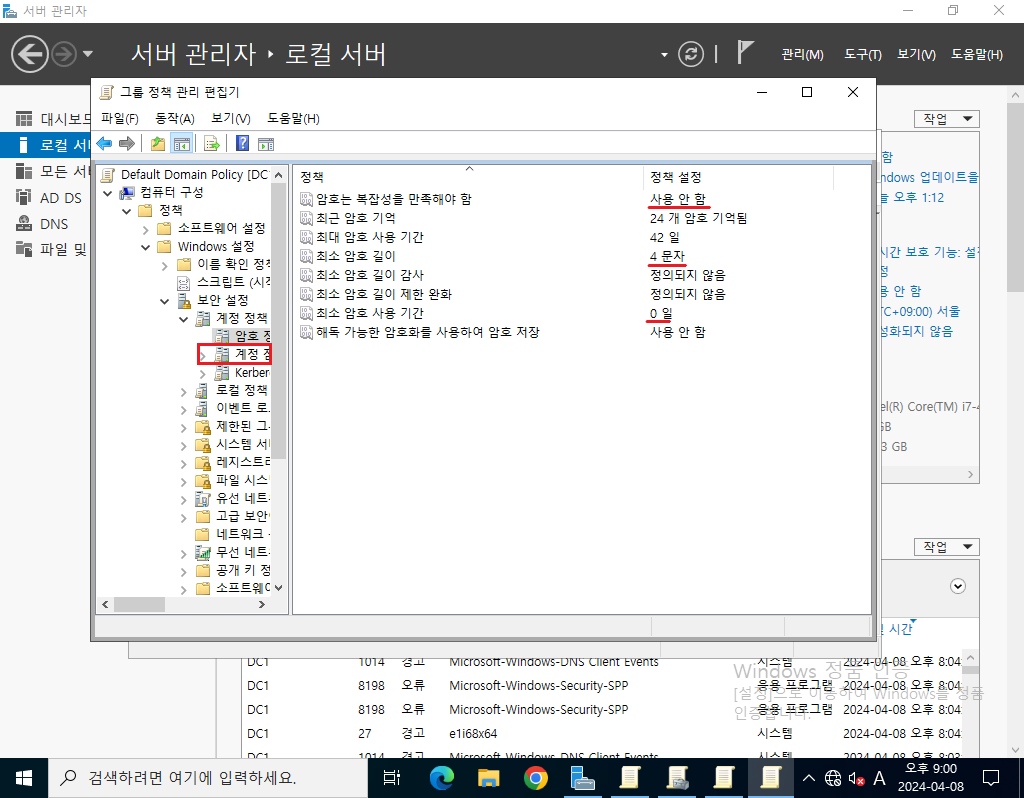 서버 관리자
서버 관리자 ▸ 로컬 서버
관리(M) 도구(T) 보기(V) 도움말(H)
그룹 정책 관리 편집기
파일(F) 동작(A) 보기(V) 도움말(H)
대시보드
로컬 서
모든 서
AD DS
DNS
파일 및
Default Domain Policy [DC
컴퓨터 구성
정책
소프트웨어 설정
Windows 설정
이름 확인 정책
스크립트 (시작
보안 설정
계정 정책
암호 정
계정 잠
Kerber
로컬 정책
이벤트 로
제한된 그
시스템 서
레지스트리
파일 시스
유선 네트
고급 보안
네트워크
무선 네트
공개 키 정
소프트웨어
정책 정책 설정
암호는 복잡성을 만족해야 함 사용 안 함
최근 암호 기억 24 개 암호 기억됨
최대 암호 사용 기간 42 일
최소 암호 길이 4 문자
최소 암호 길이 감사 정의되지 않음
최소 암호 길이 제한 완화 정의되지 않음
최소 암호 사용 기간 0 일
해독 가능한 암호화를 사용하여 암호 저장 사용 안 함
작업
함
ndows 업데이트을
늘 오후 1:12
시간 보호 기능: 설정
정
용 안 함
TC+09:00) 서울
성화되지 않음
el(R) Core(TM) i7-4
GB
3 GB
작업
시간
DC1 1014 경고 Microsoft-Windows-DNS Client Events 시스템 2024-04-08 오후 8:04
DC1 8198 오류 Microsoft-Windows-Security-SPP 응용 프로그램 2024-04-08 오후 8:04
DC1 8198 오류 Microsoft-Windows-Security-SPP 응용 프로그램 2024-04-08 오후 8:04
DC1 27 경고 e1i68x64 시스템 2024-04-08 오후 8:04
DC1 1014 경고 Microsoft-Windows-DNS Client Events 시스템 2024-04-08 오후 8:04
Windows 정품 인증
[설정]으로 이동하여 Windows를 정품
인증합니다.
검색하려면 여기에 입력하세요.
A
오후 9:00
2024-04-08